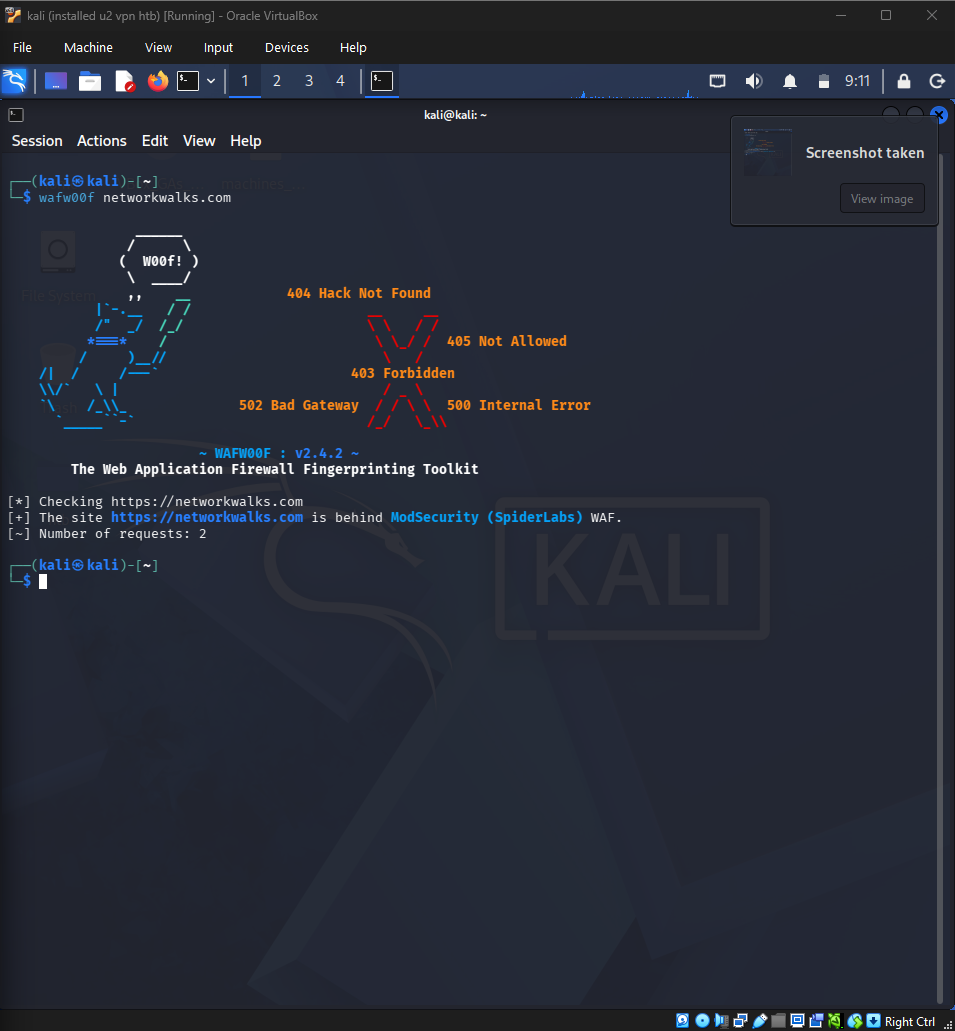 kali (installed u2 vpn htb) [Running] - Oracle VirtualBox
File Machine View Input Devices Help
1 2 3 4 9:11
kali@kali: ~
Session Actions Edit View Help
Screenshot taken
View image
┌──(kali㉿kali)-[~]
└─$ wafw00f networkwalks.com
( W00f! )
File System
404 Hack Not Found
405 Not Allowed
403 Forbidden
502 Bad Gateway 500 Internal Error
~ WAFW00F : v2.4.2 ~
The Web Application Firewall Fingerprinting Toolkit
[*] Checking https://networkwalks.com
[+] The site https://networkwalks.com is behind ModSecurity (SpiderLabs) WAF.
[~] Number of requests: 2
┌──(kali㉿kali)-[~]
└─$
KALI
Right Ctrl